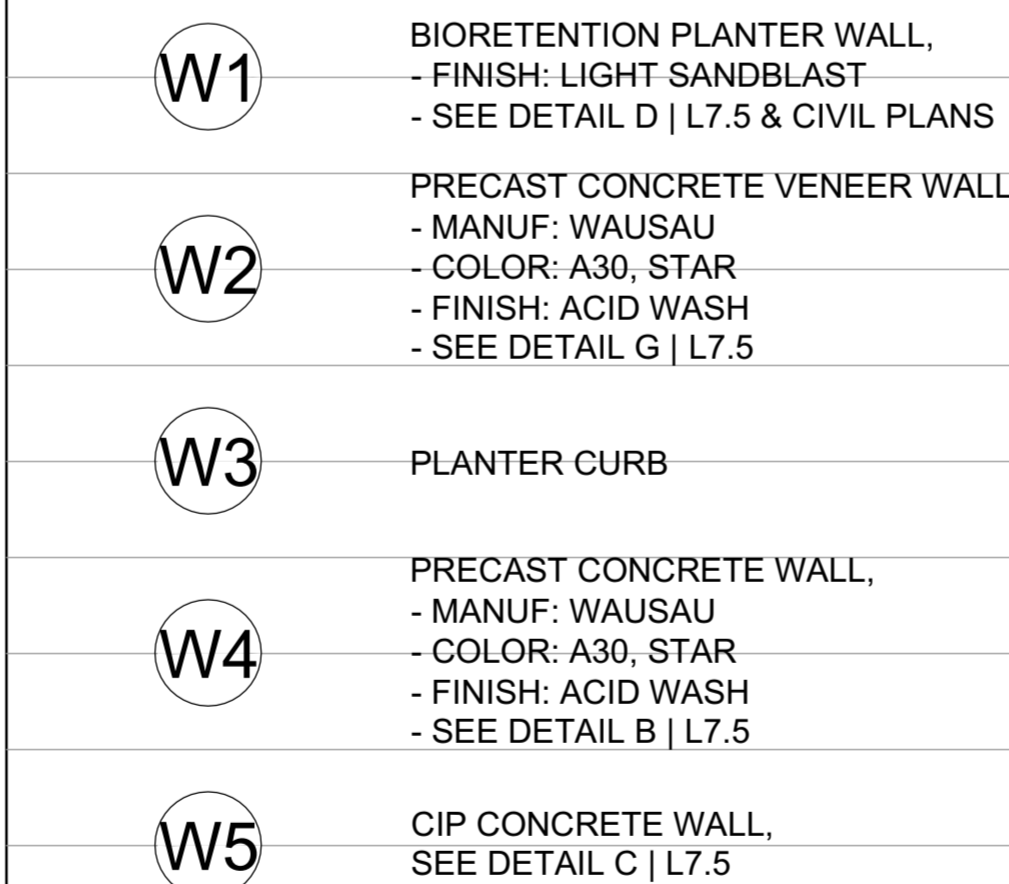 W1
BIORETENTION PLANTER WALL,
- FINISH: LIGHT SANDBLAST
- SEE DETAIL D | L7.5 & CIVIL PLANS
W2
PRECAST CONCRETE VENEER WALL
- MANUF: WAUSAU
- COLOR: A30, STAR
- FINISH: ACID WASH
- SEE DETAIL G | L7.5
W3
PLANTER CURB
W4
PRECAST CONCRETE WALL,
- MANUF: WAUSAU
- COLOR: A30, STAR
- FINISH: ACID WASH
- SEE DETAIL B | L7.5
W5
CIP CONCRETE WALL,
SEE DETAIL C | L7.5